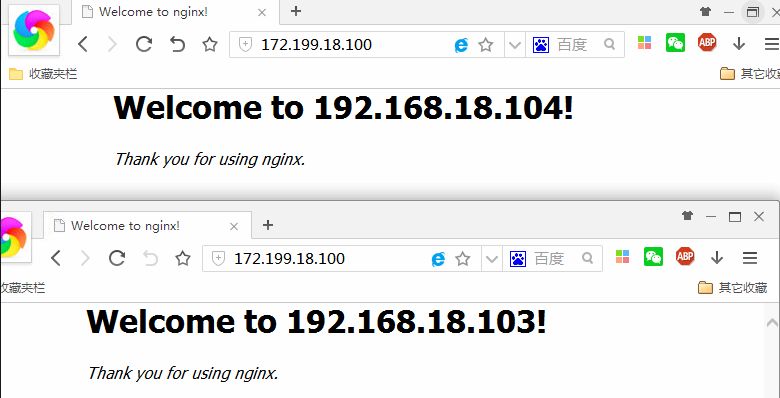 Welcome to nginx!
172.199.18.100
百度
ABP
收藏夹栏
其它收藏
Welcome to 192.168.18.104!
Thank you for using nginx.
Welcome to nginx!
172.199.18.100
百度
ABP
收藏夹栏
其它收藏
Welcome to 192.168.18.103!
Thank you for using nginx.